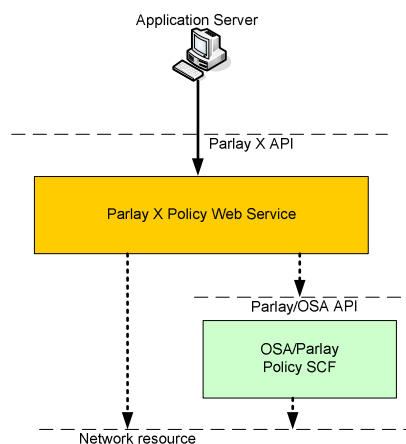 Application Server
Parlay X API
Parlay X Policy Web Service
Parlay/OSA API
OSA/Parlay
Policy SCF
Network resource